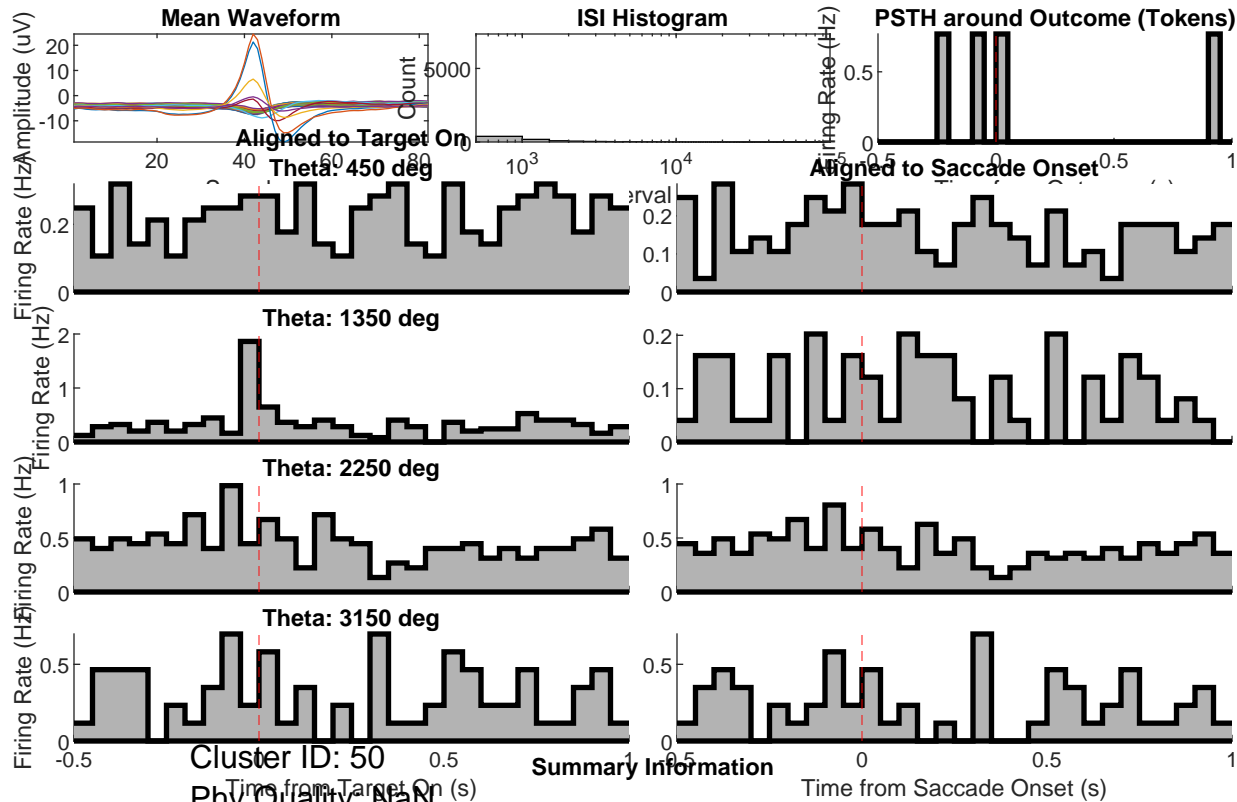 Mean Waveform
ISI Histogram
PSTH around Outcome (Tokens)
Amplitude (uV)
20
10
0
-10
20
40
60
80
Count
5000
10³
10⁴
Firing Rate (Hz)
0.5
0
-0.5
0
0.5
1
Aligned to Target On
Theta: 450 deg
Aligned to Saccade Onset
erval
Firing Rate (Hz)
0.2
0
0.2
0.1
0
Theta: 1350 deg
Firing Rate (Hz)
2
1
0
0.2
0.1
0
Theta: 2250 deg
Firing Rate (Hz)
1
0.5
0
1
0.5
0
Theta: 3150 deg
Firing Rate (Hz)
0.5
0
-0.5
0
0.5
1
0.5
0
-0.5
0
0.5
1
Cluster ID: 50
Summary Information
Time from Target On (s)
Time from Saccade Onset (s)
Phy Quality: NaN